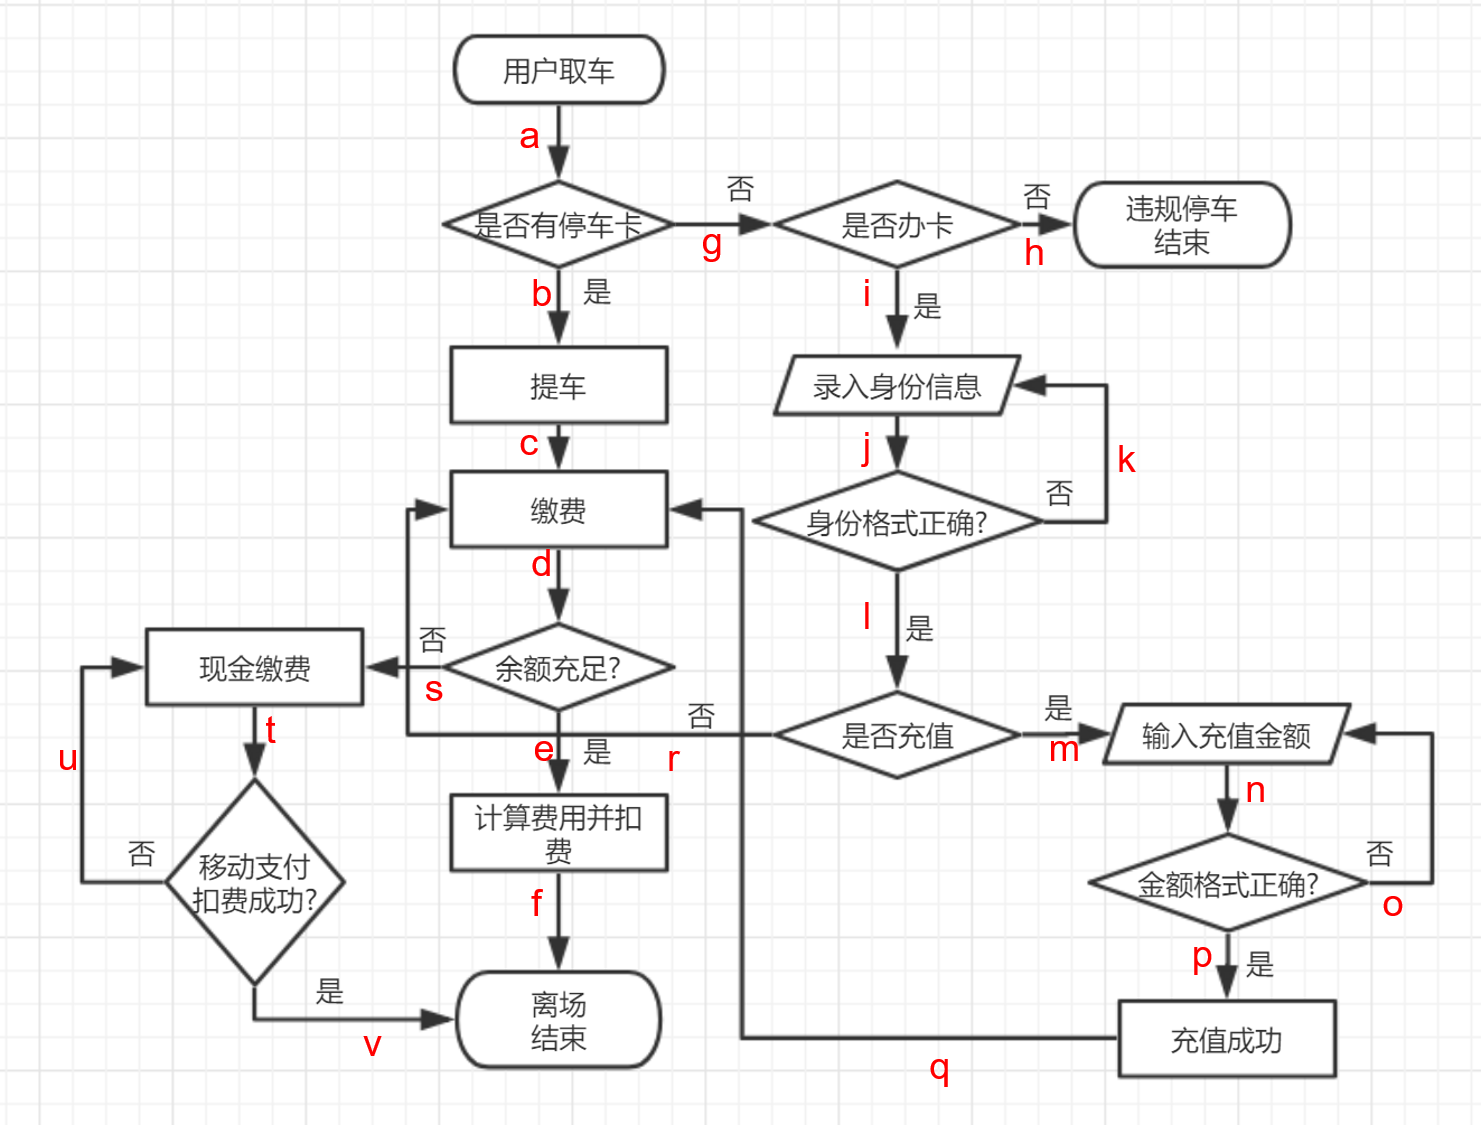 用户取车
a
是否有停车卡
否
g
是否办卡
否
h
违规停车
结束
b
是
i
是
提车
录入身份信息
c
j
k
缴费
身份格式正确?
否
d
l
是
现金缴费
否
s
余额充足?
u
t
e
是
否
r
是否充值
是
m
输入充值金额
n
计算费用并扣
费
否
移动支付
扣费成功?
金额格式正确?
否
o
f
p
是
是
v
离场
结束
q
充值成功